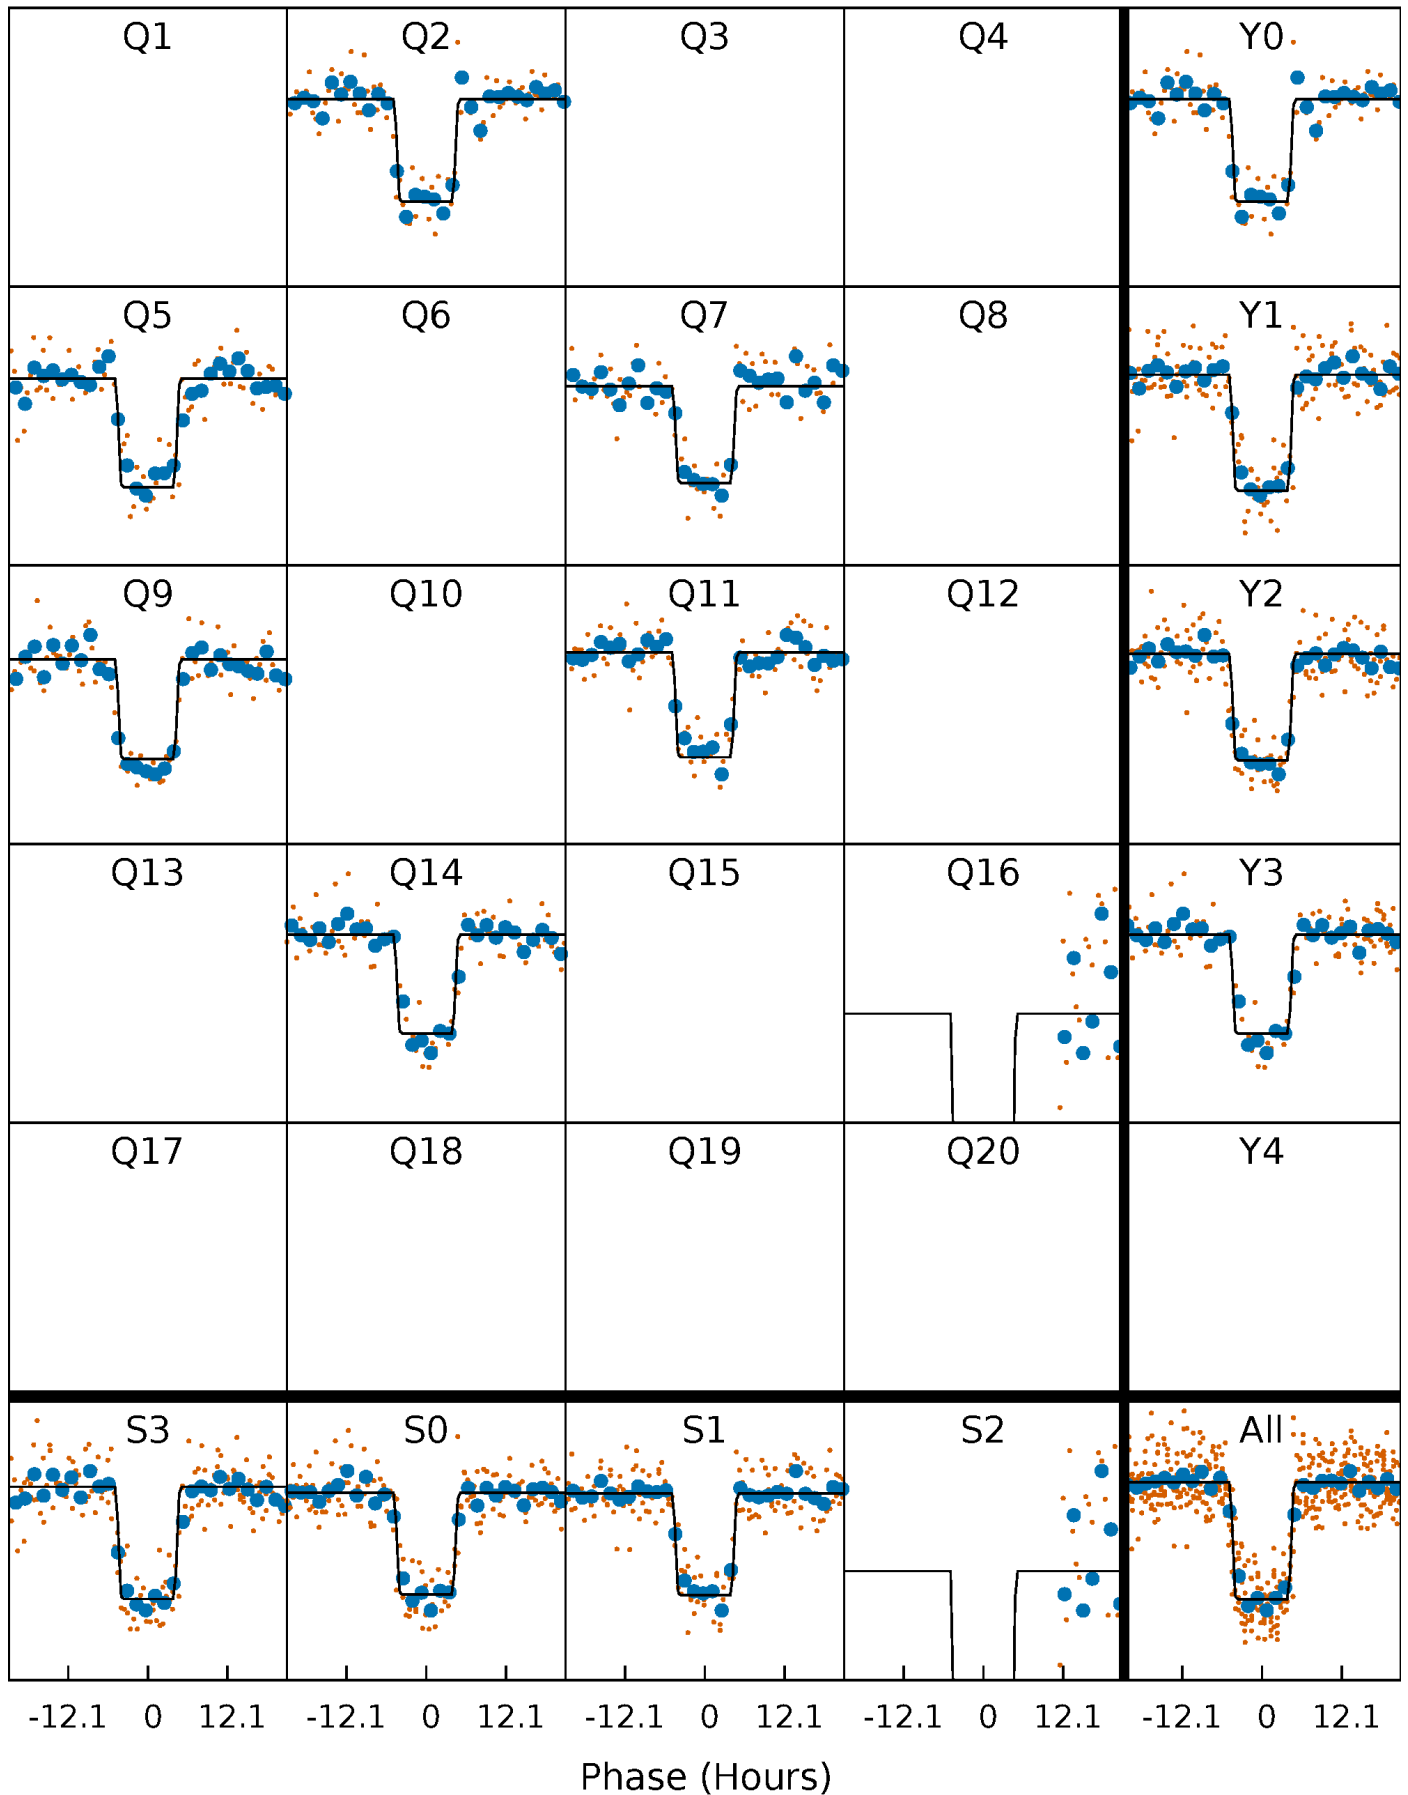 Q1 Q2 Q3 Q4 Y0
Q5 Q6 Q7 Q8 Y1
Q9 Q10 Q11 Q12 Y2
Q13 Q14 Q15 Q16 Y3
Q17 Q18 Q19 Q20 Y4
S3 S0 S1 S2 All
-12.1 0 12.1 -12.1 0 12.1 -12.1 0 12.1 -12.1 0 12.1 -12.1 0 12.1
Phase (Hours)